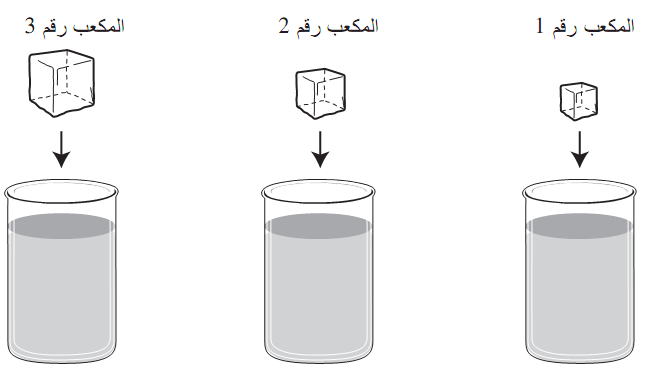 المكعب رقم 1
المكعب رقم 2
المكعب رقم 3